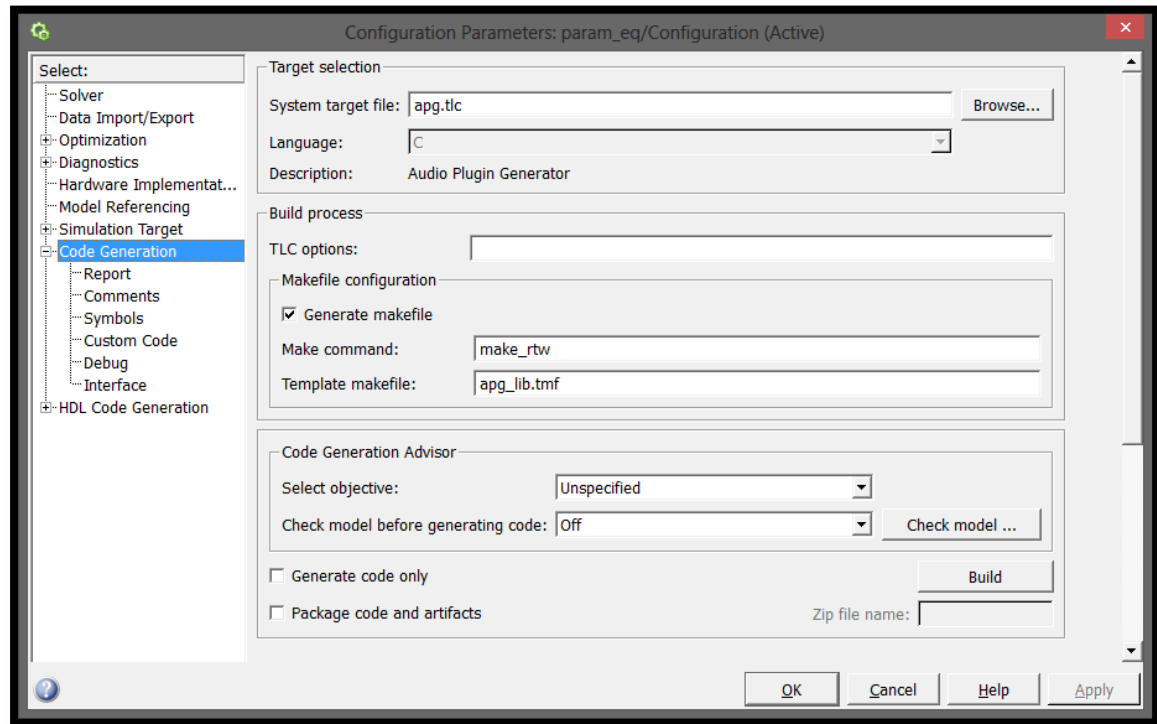 Configuration Parameters: param_eq/Configuration (Active)
Select:
Solver
Data Import/Export
Optimization
Diagnostics
Hardware Implementat...
Model Referencing
Simulation Target
Code Generation
Report
Comments
Symbols
Custom Code
Debug
Interface
HDL Code Generation
Target selection
System target file: apg.tlc Browse...
Language: C
Description: Audio Plugin Generator
Build process
TLC options:
Makefile configuration
Generate makefile
Make command: make_rtw
Template makefile: apg_lib.tmf
Code Generation Advisor
Select objective: Unspecified
Check model before generating code: Off Check model ...
Generate code only Build
Package code and artifacts Zip file name:
OK Cancel Help Apply